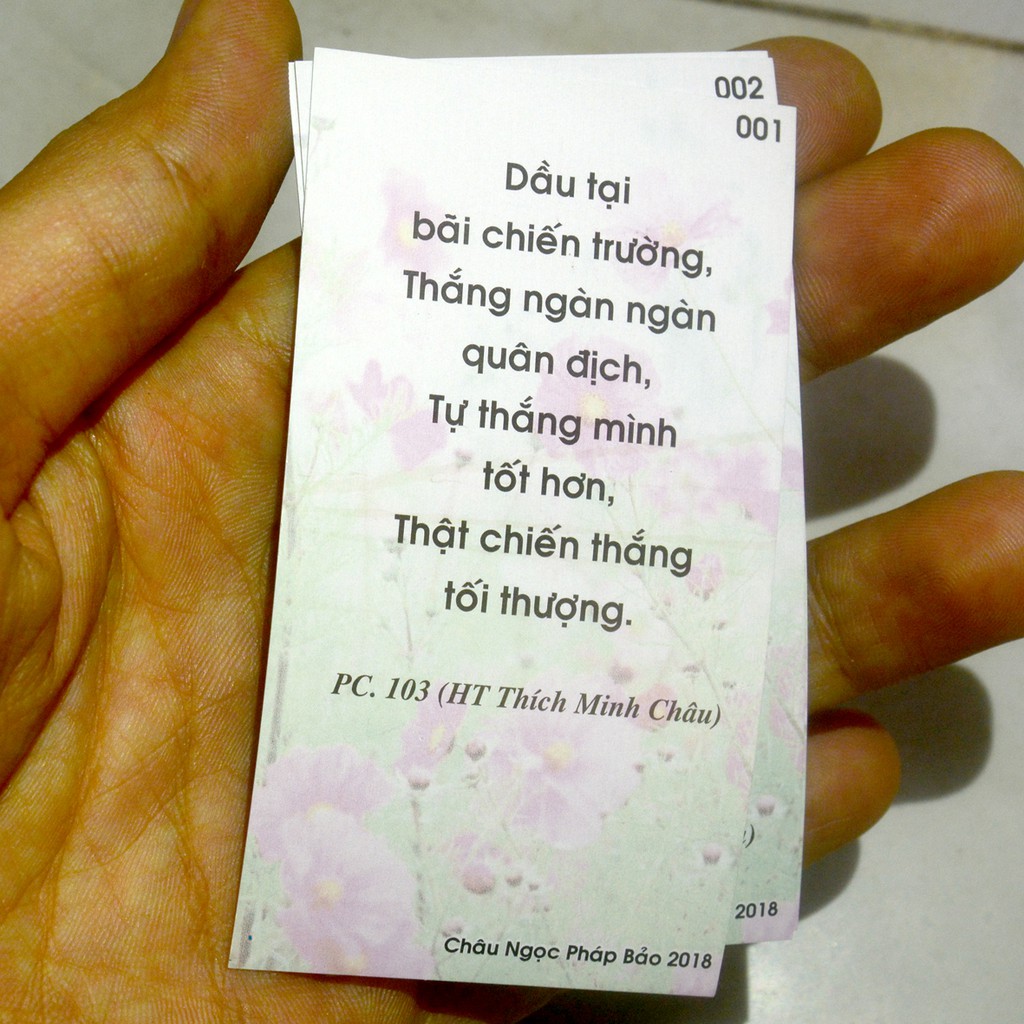 002
001
Dầu tại
bãi chiến trường,
Thắng ngàn ngàn
quân địch,
Tự thắng mình
tốt hơn,
Thật chiến thắng
tối thượng.
PC. 103 (HT Thích Minh Châu)
2018
Châu Ngọc Pháp Bảo 2018